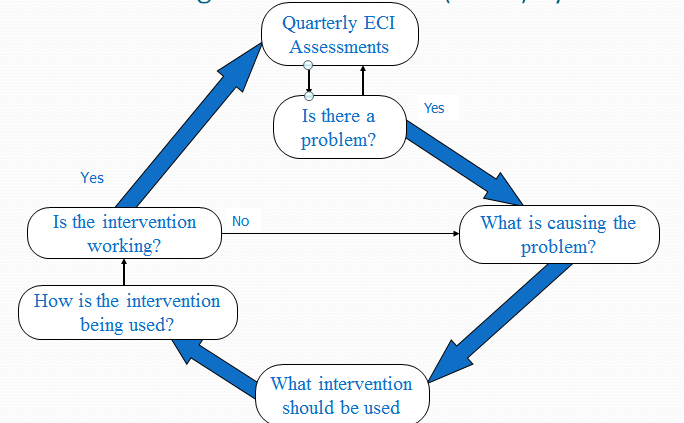 Quarterly ECI
Assessments
Is there a
problem?
Yes
What is causing the
problem?
What intervention
should be used
How is the intervention
being used?
Is the intervention
working?
No
Yes